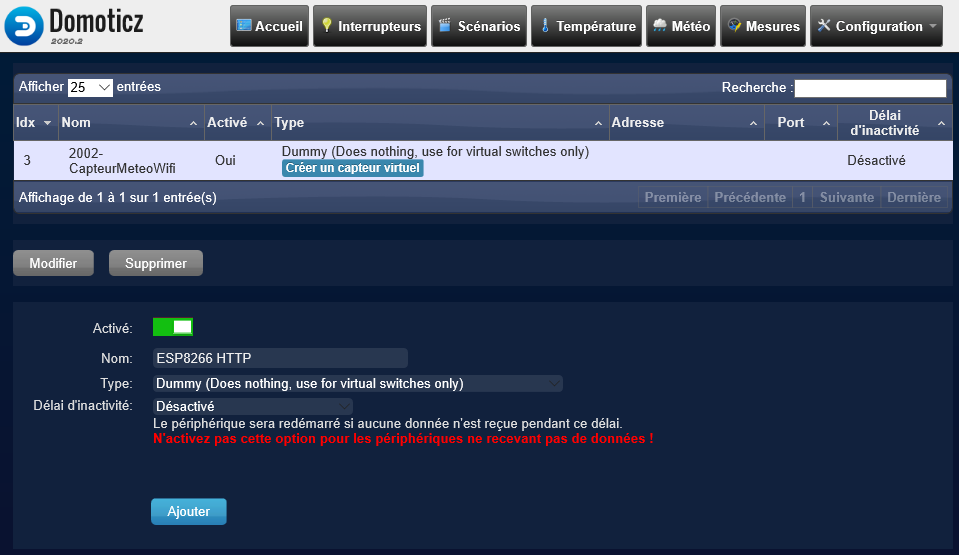 Domoticz
2020.2
Accueil Interrupteurs Scénarios Température Météo Mesures Configuration
Afficher 25 entrées Recherche :
Idx Nom Activé Type Adresse Port Délai d'inactivité
3 2002-CapteurMeteoWifi Oui Dummy (Does nothing, use for virtual switches only) Désactivé
Créer un capteur virtuel
Affichage de 1 à 1 sur 1 entrée(s) Première Précédente 1 Suivante Dernière
Modifier Supprimer
Activé:
Nom: ESP8266 HTTP
Type: Dummy (Does nothing, use for virtual switches only)
Délai d'inactivité: Désactivé
Le périphérique sera redémarré si aucune donnée n'est reçue pendant ce délai.
N'activez pas cette option pour les périphériques ne recevant pas de données !
Ajouter